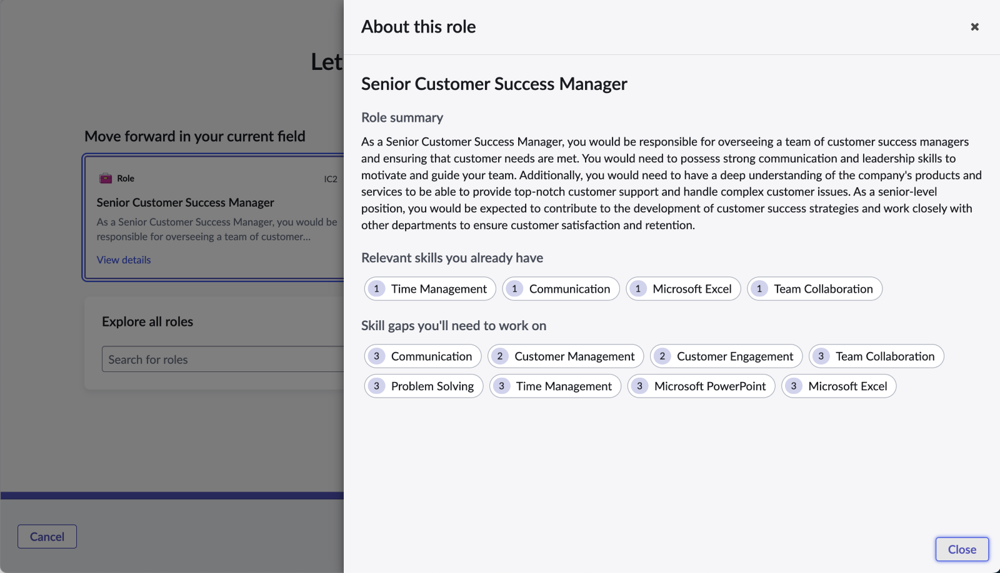 Let
Move forward in your current field
Role
IC2
Senior Customer Success Manager
As a Senior Customer Success Manager, you would be
responsible for overseeing a team of customer...
View details
Explore all roles
Search for roles
Cancel
About this role
Senior Customer Success Manager
Role summary
As a Senior Customer Success Manager, you would be responsible for overseeing a team of customer success managers
and ensuring that customer needs are met. You would need to possess strong communication and leadership skills to
motivate and guide your team. Additionally, you would need to have a deep understanding of the company's products and
services to be able to provide top-notch customer support and handle complex customer issues. As a senior-level
position, you would be expected to contribute to the development of customer success strategies and work closely with
other departments to ensure customer satisfaction and retention.
Relevant skills you already have
1 Time Management 1 Communication 1 Microsoft Excel 1 Team Collaboration
Skill gaps you'll need to work on
3 Communication 2 Customer Management 2 Customer Engagement 3 Team Collaboration
3 Problem Solving 3 Time Management 3 Microsoft PowerPoint 3 Microsoft Excel
Close